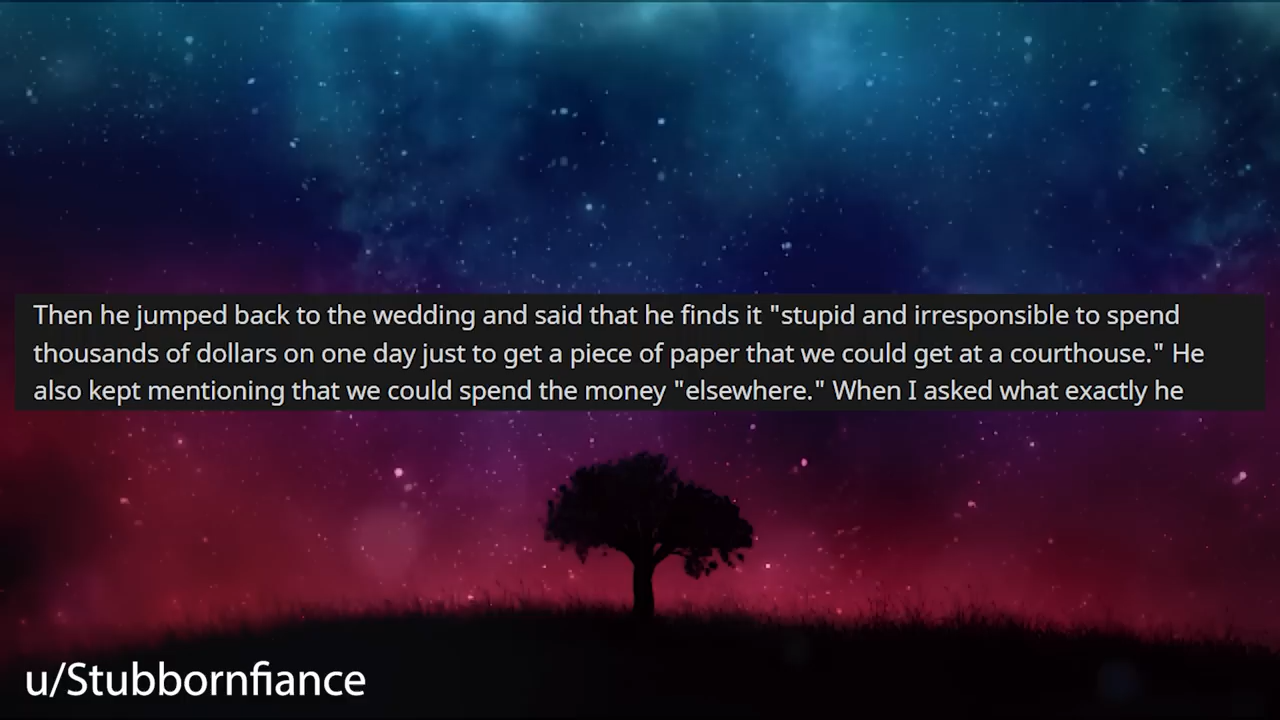 Then he jumped back to the wedding and said that he finds it "stupid and irresponsible to spend
thousands of dollars on one day just to get a piece of paper that we could get at a courthouse." He
also kept mentioning that we could spend the money "elsewhere." When I asked what exactly he
u/Stubbornfiance